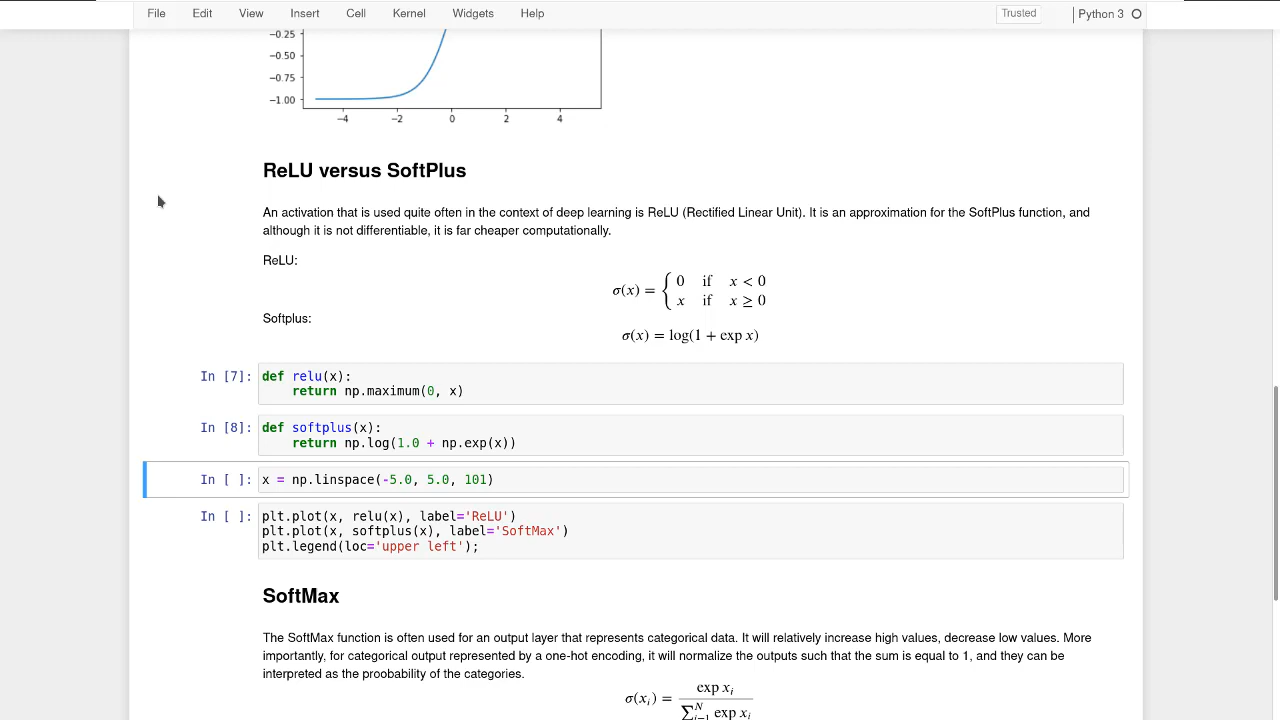 File Edit View Insert Cell Kernel Widgets Help Trusted Python 3
−0.25
−0.50
−0.75
−1.00
−4 −2 0 2 4
ReLU versus SoftPlus
An activation that is used quite often in the context of deep learning is ReLU (Rectified Linear Unit). It is an approximation for the SoftPlus function, and
although it is not differentiable, it is far cheaper computationally.
ReLU:
σ(x) = { 0 if x < 0
x if x ≥ 0
Softplus:
σ(x) = log(1 + exp x)
In [7]: def relu(x):
return np.maximum(0, x)
In [8]: def softplus(x):
return np.log(1.0 + np.exp(x))
In [ ]: x = np.linspace(-5.0, 5.0, 101)
In [ ]: plt.plot(x, relu(x), label='ReLU')
plt.plot(x, softplus(x), label='SoftMax')
plt.legend(loc='upper left');
SoftMax
The SoftMax function is often used for an output layer that represents categorical data. It will relatively increase high values, decrease low values. More
importantly, for categorical output represented by a one-hot encoding, it will normalize the outputs such that the sum is equal to 1, and they can be
interpreted as the proobability of the categories.
exp xᵢ
σ(xᵢ) =
∑ᴺᵢ₌₁ exp xᵢ